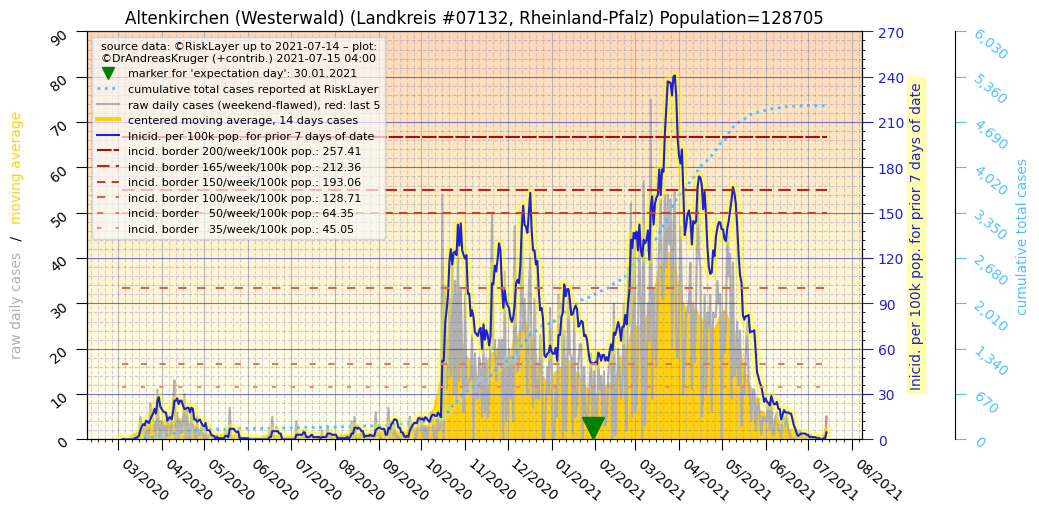 Altenkirchen (Westerwald) (Landkreis #07132, Rheinland-Pfalz) Population=128705
source data: ©RiskLayer up to 2021-07-14 – plot:
©DrAndreasKruger (+contrib.) 2021-07-15 04:00
marker for 'expectation day': 30.01.2021
cumulative total cases reported at RiskLayer
raw daily cases (weekend-flawed), red: last 5
centered moving average, 14 days cases
Inicid. per 100k pop. for prior 7 days of date
incid. border 200/week/100k pop.: 257.41
incid. border 165/week/100k pop.: 212.36
incid. border 150/week/100k pop.: 193.06
incid. border 100/week/100k pop.: 128.71
incid. border 50/week/100k pop.: 64.35
incid. border 35/week/100k pop.: 45.05
raw daily cases / moving average
90
80
70
60
50
40
30
20
10
0
03/2020
04/2020
05/2020
06/2020
07/2020
08/2020
09/2020
10/2020
11/2020
12/2020
01/2021
02/2021
03/2021
04/2021
05/2021
06/2021
07/2021
08/2021
270
240
210
180
150
120
90
60
30
0
Inicid. per 100k pop. for prior 7 days of date
6,030
5,360
4,690
4,020
3,350
2,680
2,010
1,340
670
0
cumulative total cases